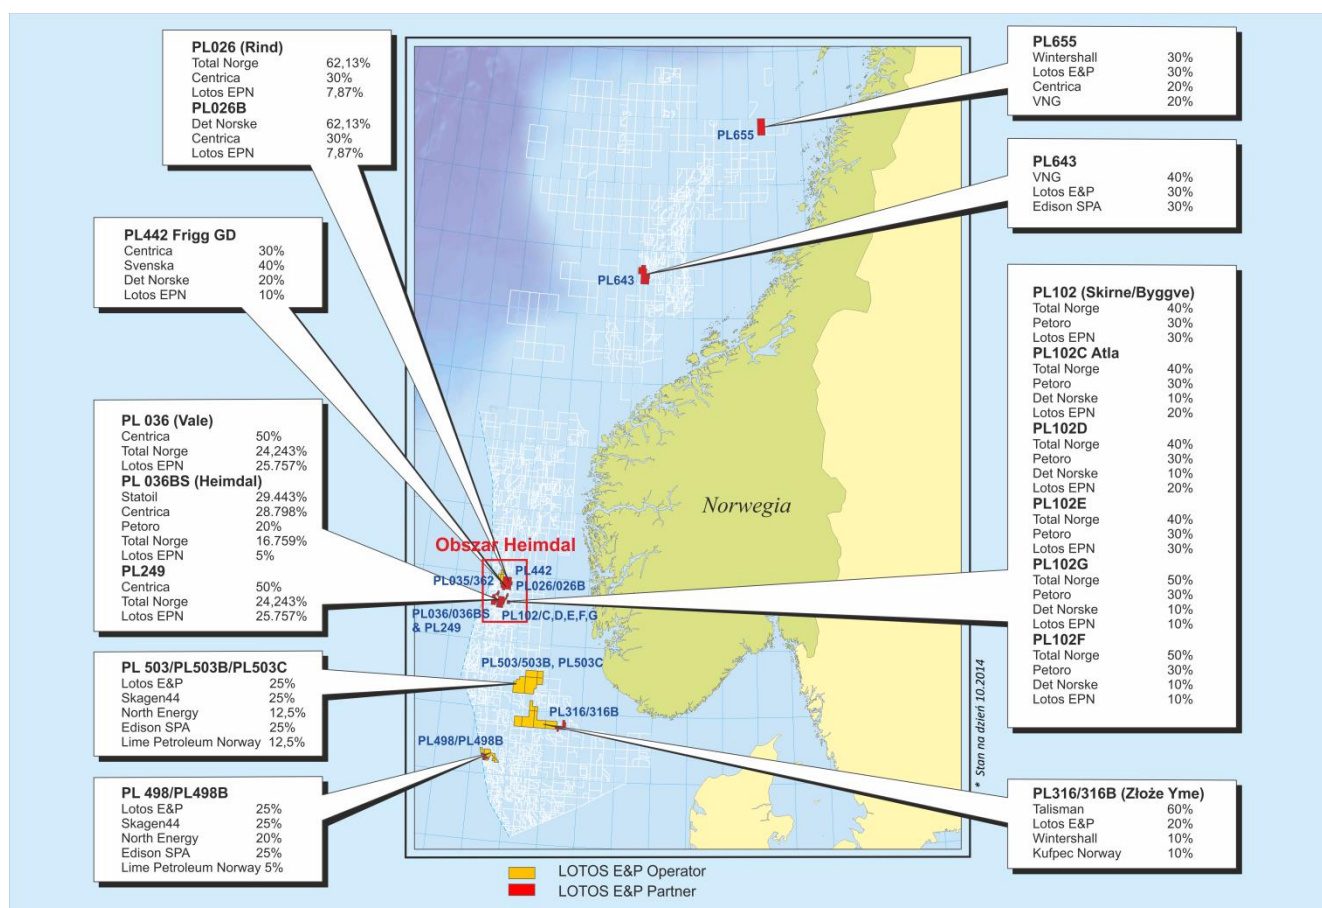 PL026 (Rind)
Total Norge 62,13%
Centrica 30%
Lotos EPN 7,87%
PL026B
Det Norske 62,13%
Centrica 30%
Lotos EPN 7,87%
PL442 Frigg GD
Centrica 30%
Svenska 40%
Det Norske 20%
Lotos EPN 10%
PL 036 (Vale)
Centrica 50%
Total Norge 24,243%
Lotos EPN 25.757%
PL 036BS (Heimdal)
Statoil 29.443%
Centrica 28.798%
Petoro 20%
Total Norge 16.759%
Lotos EPN 5%
PL249
Centrica 50%
Total Norge 24,243%
Lotos EPN 25.757%
PL 503/PL503B/PL503C
Lotos E&P 25%
Skagen44 25%
North Energy 12,5%
Edison SPA 25%
Lime Petroleum Norway 12,5%
PL 498/PL498B
Lotos E&P 25%
Skagen44 25%
North Energy 20%
Edison SPA 25%
Lime Petroleum Norway 5%
PL655
PL643
Norwegia
Obszar Heimdal
PL442
PL035/362
PL026/026B
PL036/036BS
& PL249
PL102/C,D,E,F,G
PL503/503B, PL503C
PL316/316B
PL498/PL498B
* Stan na dzień 10.2014
LOTOS E&P Operator
LOTOS E&P Partner
PL655
Wintershall 30%
Lotos E&P 30%
Centrica 20%
VNG 20%
PL643
VNG 40%
Lotos E&P 30%
Edison SPA 30%
PL102 (Skirne/Byggve)
Total Norge 40%
Petoro 30%
Lotos EPN 30%
PL102C Atla
Total Norge 40%
Petoro 30%
Det Norske 10%
Lotos EPN 20%
PL102D
Total Norge 40%
Petoro 30%
Det Norske 10%
Lotos EPN 20%
PL102E
Total Norge 40%
Petoro 30%
Lotos EPN 30%
PL102G
Total Norge 50%
Petoro 30%
Det Norske 10%
Lotos EPN 10%
PL102F
Total Norge 50%
Petoro 30%
Det Norske 10%
Lotos EPN 10%
PL316/316B (Złoże Yme)
Talisman 60%
Lotos E&P 20%
Wintershall 10%
Kufpec Norway 10%